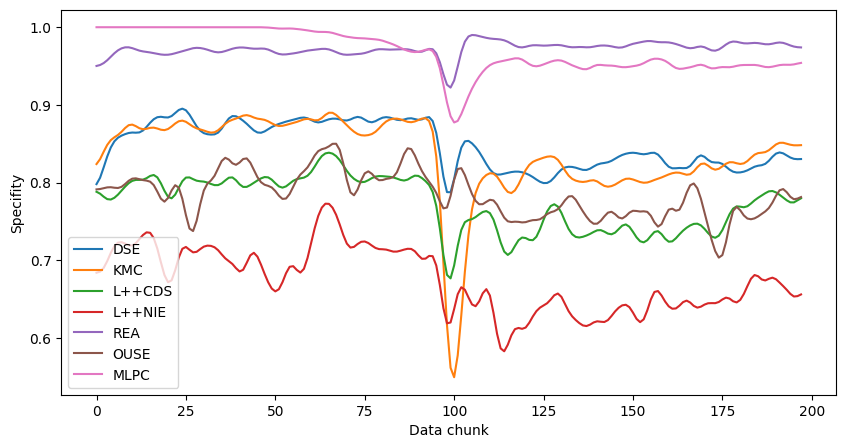 1.0
0.9
0.8
0.7
0.6
Specifity
DSE
KMC
L++CDS
L++NIE
REA
OUSE
MLPC
0 25 50 75 100 125 150 175 200
Data chunk